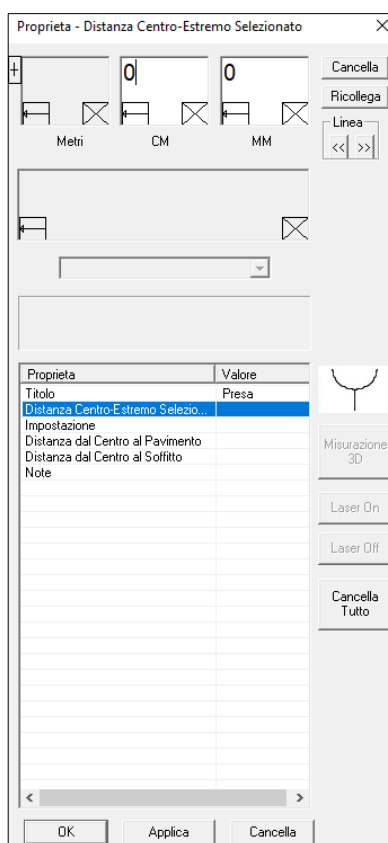 Proprieta - Distanza Centro-Estremo Selezionato
0 0
Cancella
Ricollega
Linea
<< >>
Metri CM MM
Proprieta Valore
Titolo Presa
Distanza Centro-Estremo Selezio...
Impostazione
Distanza dal Centro al Pavimento
Distanza dal Centro al Soffitto
Note
Misurazione
3D
Laser On
Laser Off
Cancella
Tutto
OK Applica Cancella